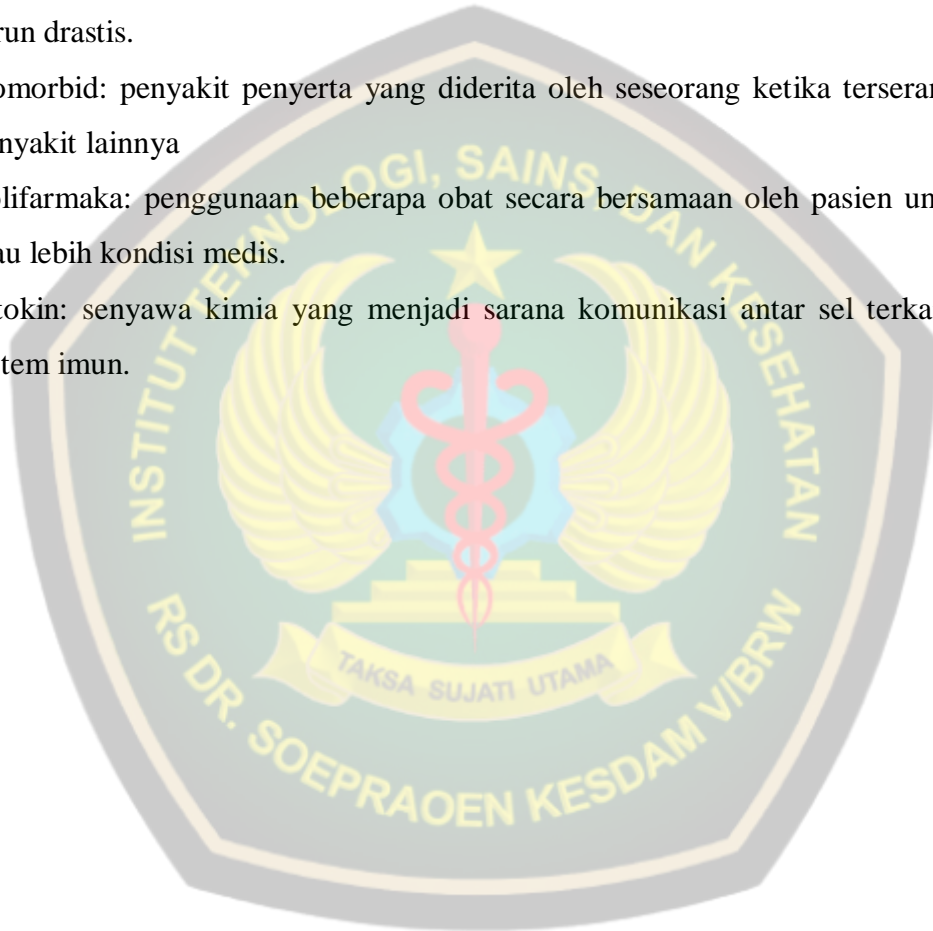 run drastis.
omorbid: penyakit penyerta yang diderita oleh seseorang ketika terseran
nyakit lainnya
olifarmaka: penggunaan beberapa obat secara bersamaan oleh pasien un
au lebih kondisi medis.
tokin: senyawa kimia yang menjadi sarana komunikasi antar sel terka
tem imun.
INSTITUT TEKNOLOGI, SAINS, DAN KESEHATAN
TAKSA SUJATI UTAMA
RS DR. SOEPRAOEN KESDAM V/BRW